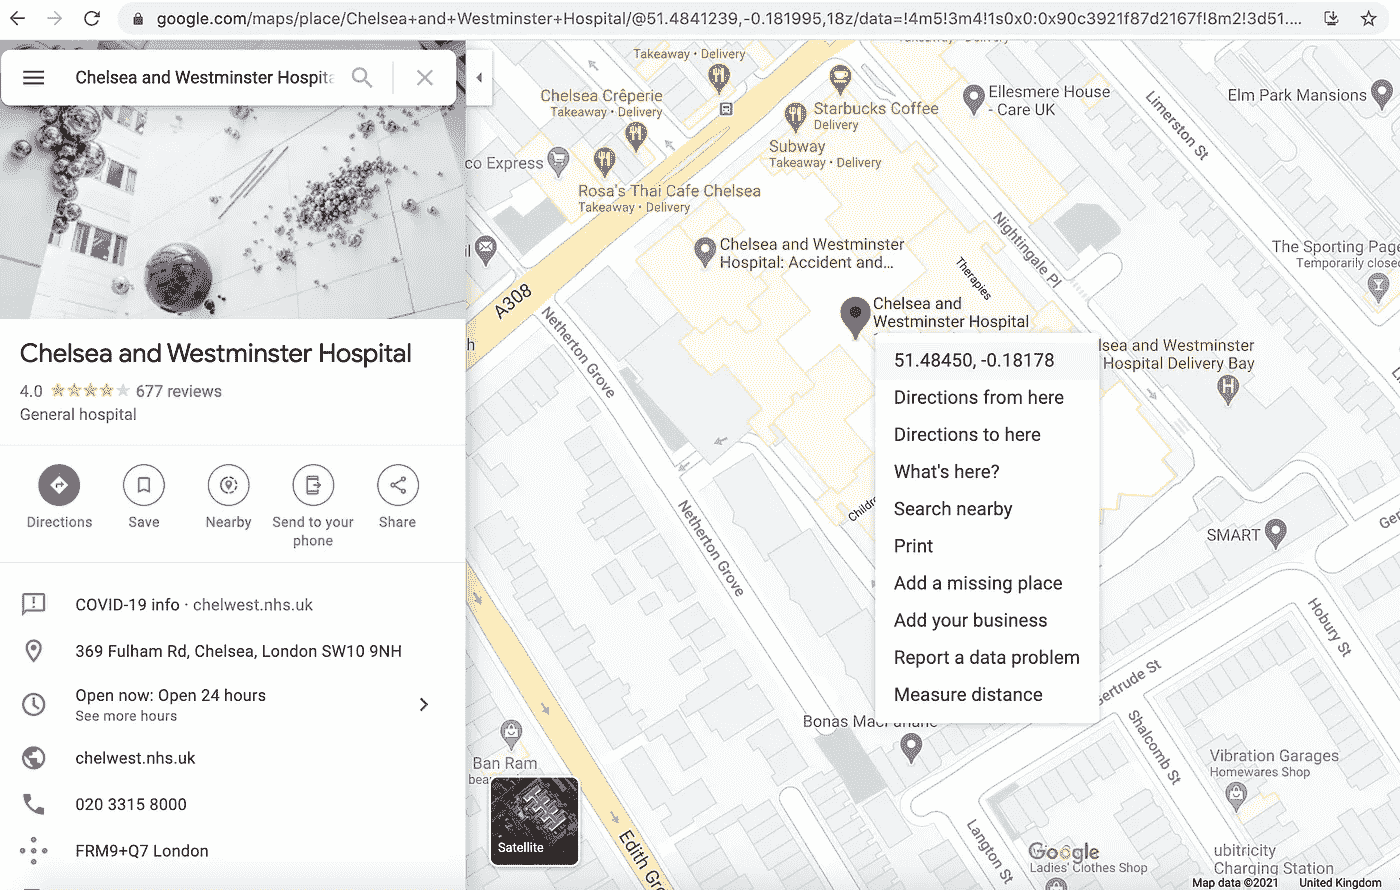 google.com/maps/place/Chelsea+and+Westminster+Hospital/@51.4841239,-0.181995,18z/data=!4m5!3m4!1s0x0:0x90c3921f87d2167f!8m2!3d51....
Chelsea and Westminster Hospita
Chelsea and Westminster Hospital
4.0
677 reviews
General hospital
Directions
Save
Nearby
Send to your
phone
Share
COVID-19 info · chelwest.nhs.uk
369 Fulham Rd, Chelsea, London SW10 9NH
Open now: Open 24 hours
See more hours
chelwest.nhs.uk
020 3315 8000
FRM9+Q7 London
Takeaway • Delivery
Chelsea Crêperie
Takeaway • Delivery
Starbucks Coffee
Delivery
Subway
Takeaway • Delivery
co Express
Rosa's Thai Cafe Chelsea
Takeaway • Delivery
Ellesmere House
- Care UK
Limerston St
Elm Park Mansions
Chelsea and Westminster
Hospital: Accident and...
Nightingale Pl
Therapies
The Sporting Page
Temporarily close
A308
Netherton Grove
Chelsea and
Westminster Hospital
lsea and Westminster
Hospital Delivery Bay
51.48450, -0.18178
Directions from here
Directions to here
What's here?
Search nearby
Print
Add a missing place
Add your business
Report a data problem
Measure distance
Childre
Netherton Grove
SMART
Ger
Hobury St
Gertrude St
Shalcomb St
Bonas MacFarlane
Ban Ram
bea
Satellite
Edith Gro
Vibration Garages
Homewares Shop
Langton St
Google
Ladies' Clothes Shop
ubitricity
Charging Station
Map data ©2021
United Kingdom